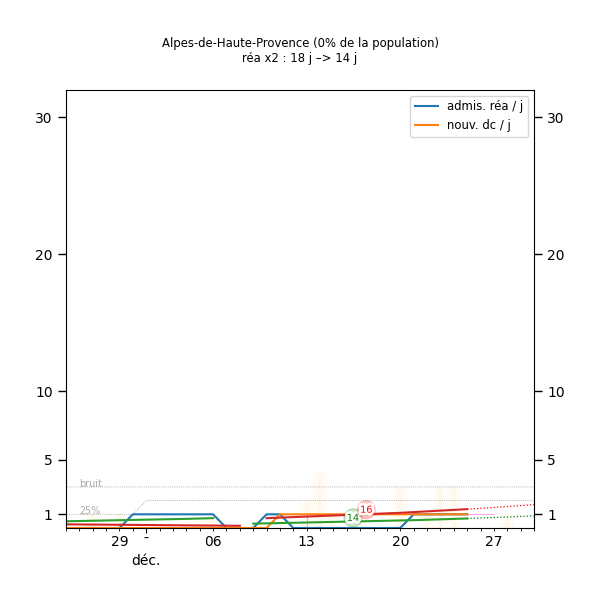 Alpes-de-Haute-Provence (0% de la population)
réa x2 : 18 j –> 14 j
admis. réa / j
nouv. dc / j
30 30
20 20
10 10
5 5
bruit
25%
16
14
1 1
29 - 06 13 20 27
déc.